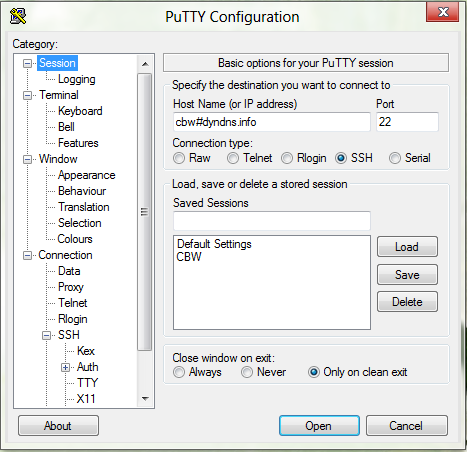 PuTTY Configuration
Category:
Session
Logging
Terminal
Keyboard
Bell
Features
Window
Appearance
Behaviour
Translation
Selection
Colours
Connection
Data
Proxy
Telnet
Rlogin
SSH
Kex
Auth
TTY
X11
Basic options for your PuTTY session
Specify the destination you want to connect to
Host Name (or IP address) Port
cbw#dyndns.info 22
Connection type:
Raw Telnet Rlogin SSH Serial
Load, save or delete a stored session
Saved Sessions
Default Settings
CBW
Load
Save
Delete
Close window on exit:
Always Never Only on clean exit
About Open Cancel